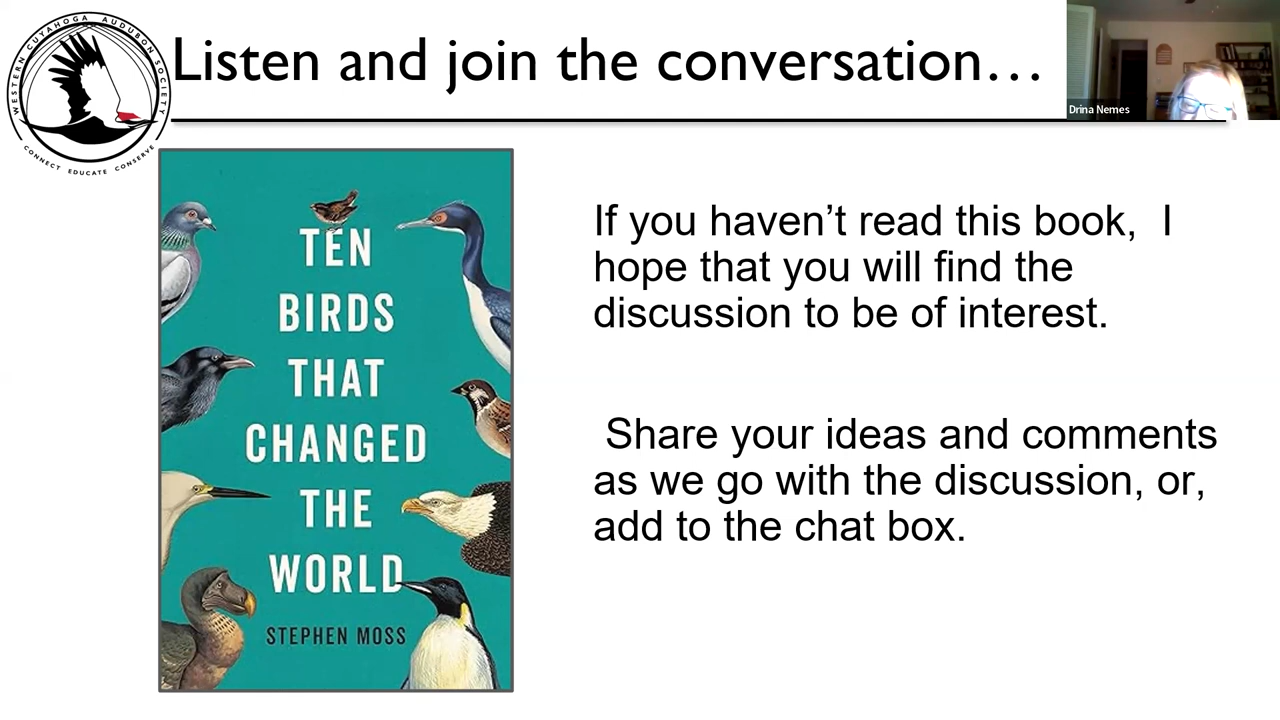 WESTERN CUYAHOGA AUDUBON SOCIETY
CONNECT EDUCATE CONSERVE
Listen and join the conversation…
Drina Nemes
TEN
BIRDS
THAT
CHANGED
THE
WORLD
STEPHEN MOSS
If you haven’t read this book,  I
hope that you will find the
discussion to be of interest.
Share your ideas and comments
as we go with the discussion, or,
add to the chat box.